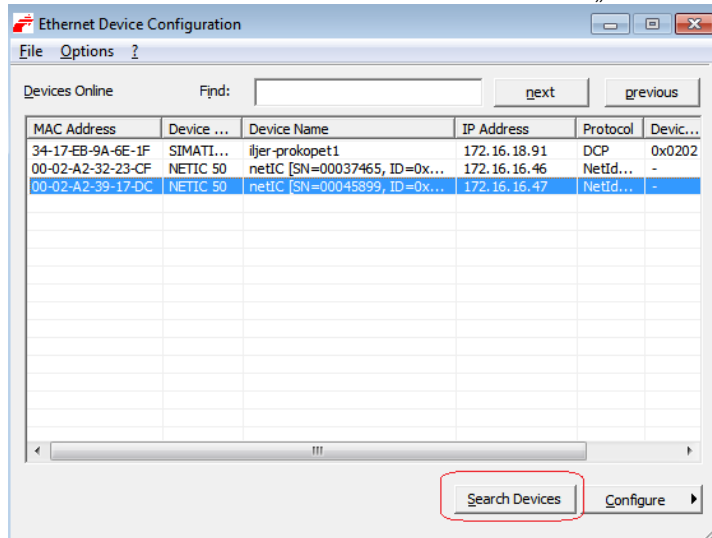 Ethernet Device Configuration
File Options ?
Devices Online Find: next previous
MAC Address Device ... Device Name IP Address Protocol Devic...
34-17-EB-9A-6E-1F SIMATI... iljer-prokopet1 172.16.18.91 DCP 0x0202
00-02-A2-32-23-CF NETIC 50 netIC [SN=00037465, ID=0x... 172.16.16.46 NetId... -
00-02-A2-39-17-DC NETIC 50 netIC [SN=00045899, ID=0x... 172.16.16.47 NetId... -
Search Devices Configure